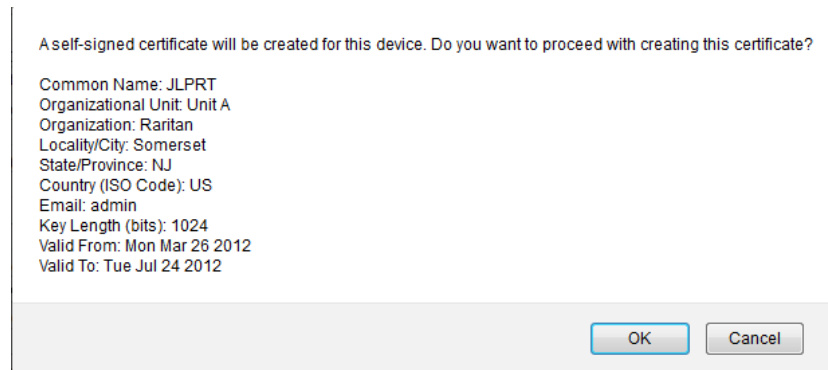 A self-signed certificate will be created for this device. Do you want to proceed with creating this certificate?
Common Name: JLPRT
Organizational Unit: Unit A
Organization: Raritan
Locality/City: Somerset
State/Province: NJ
Country (ISO Code): US
Email: admin
Key Length (bits): 1024
Valid From: Mon Mar 26 2012
Valid To: Tue Jul 24 2012
OK Cancel